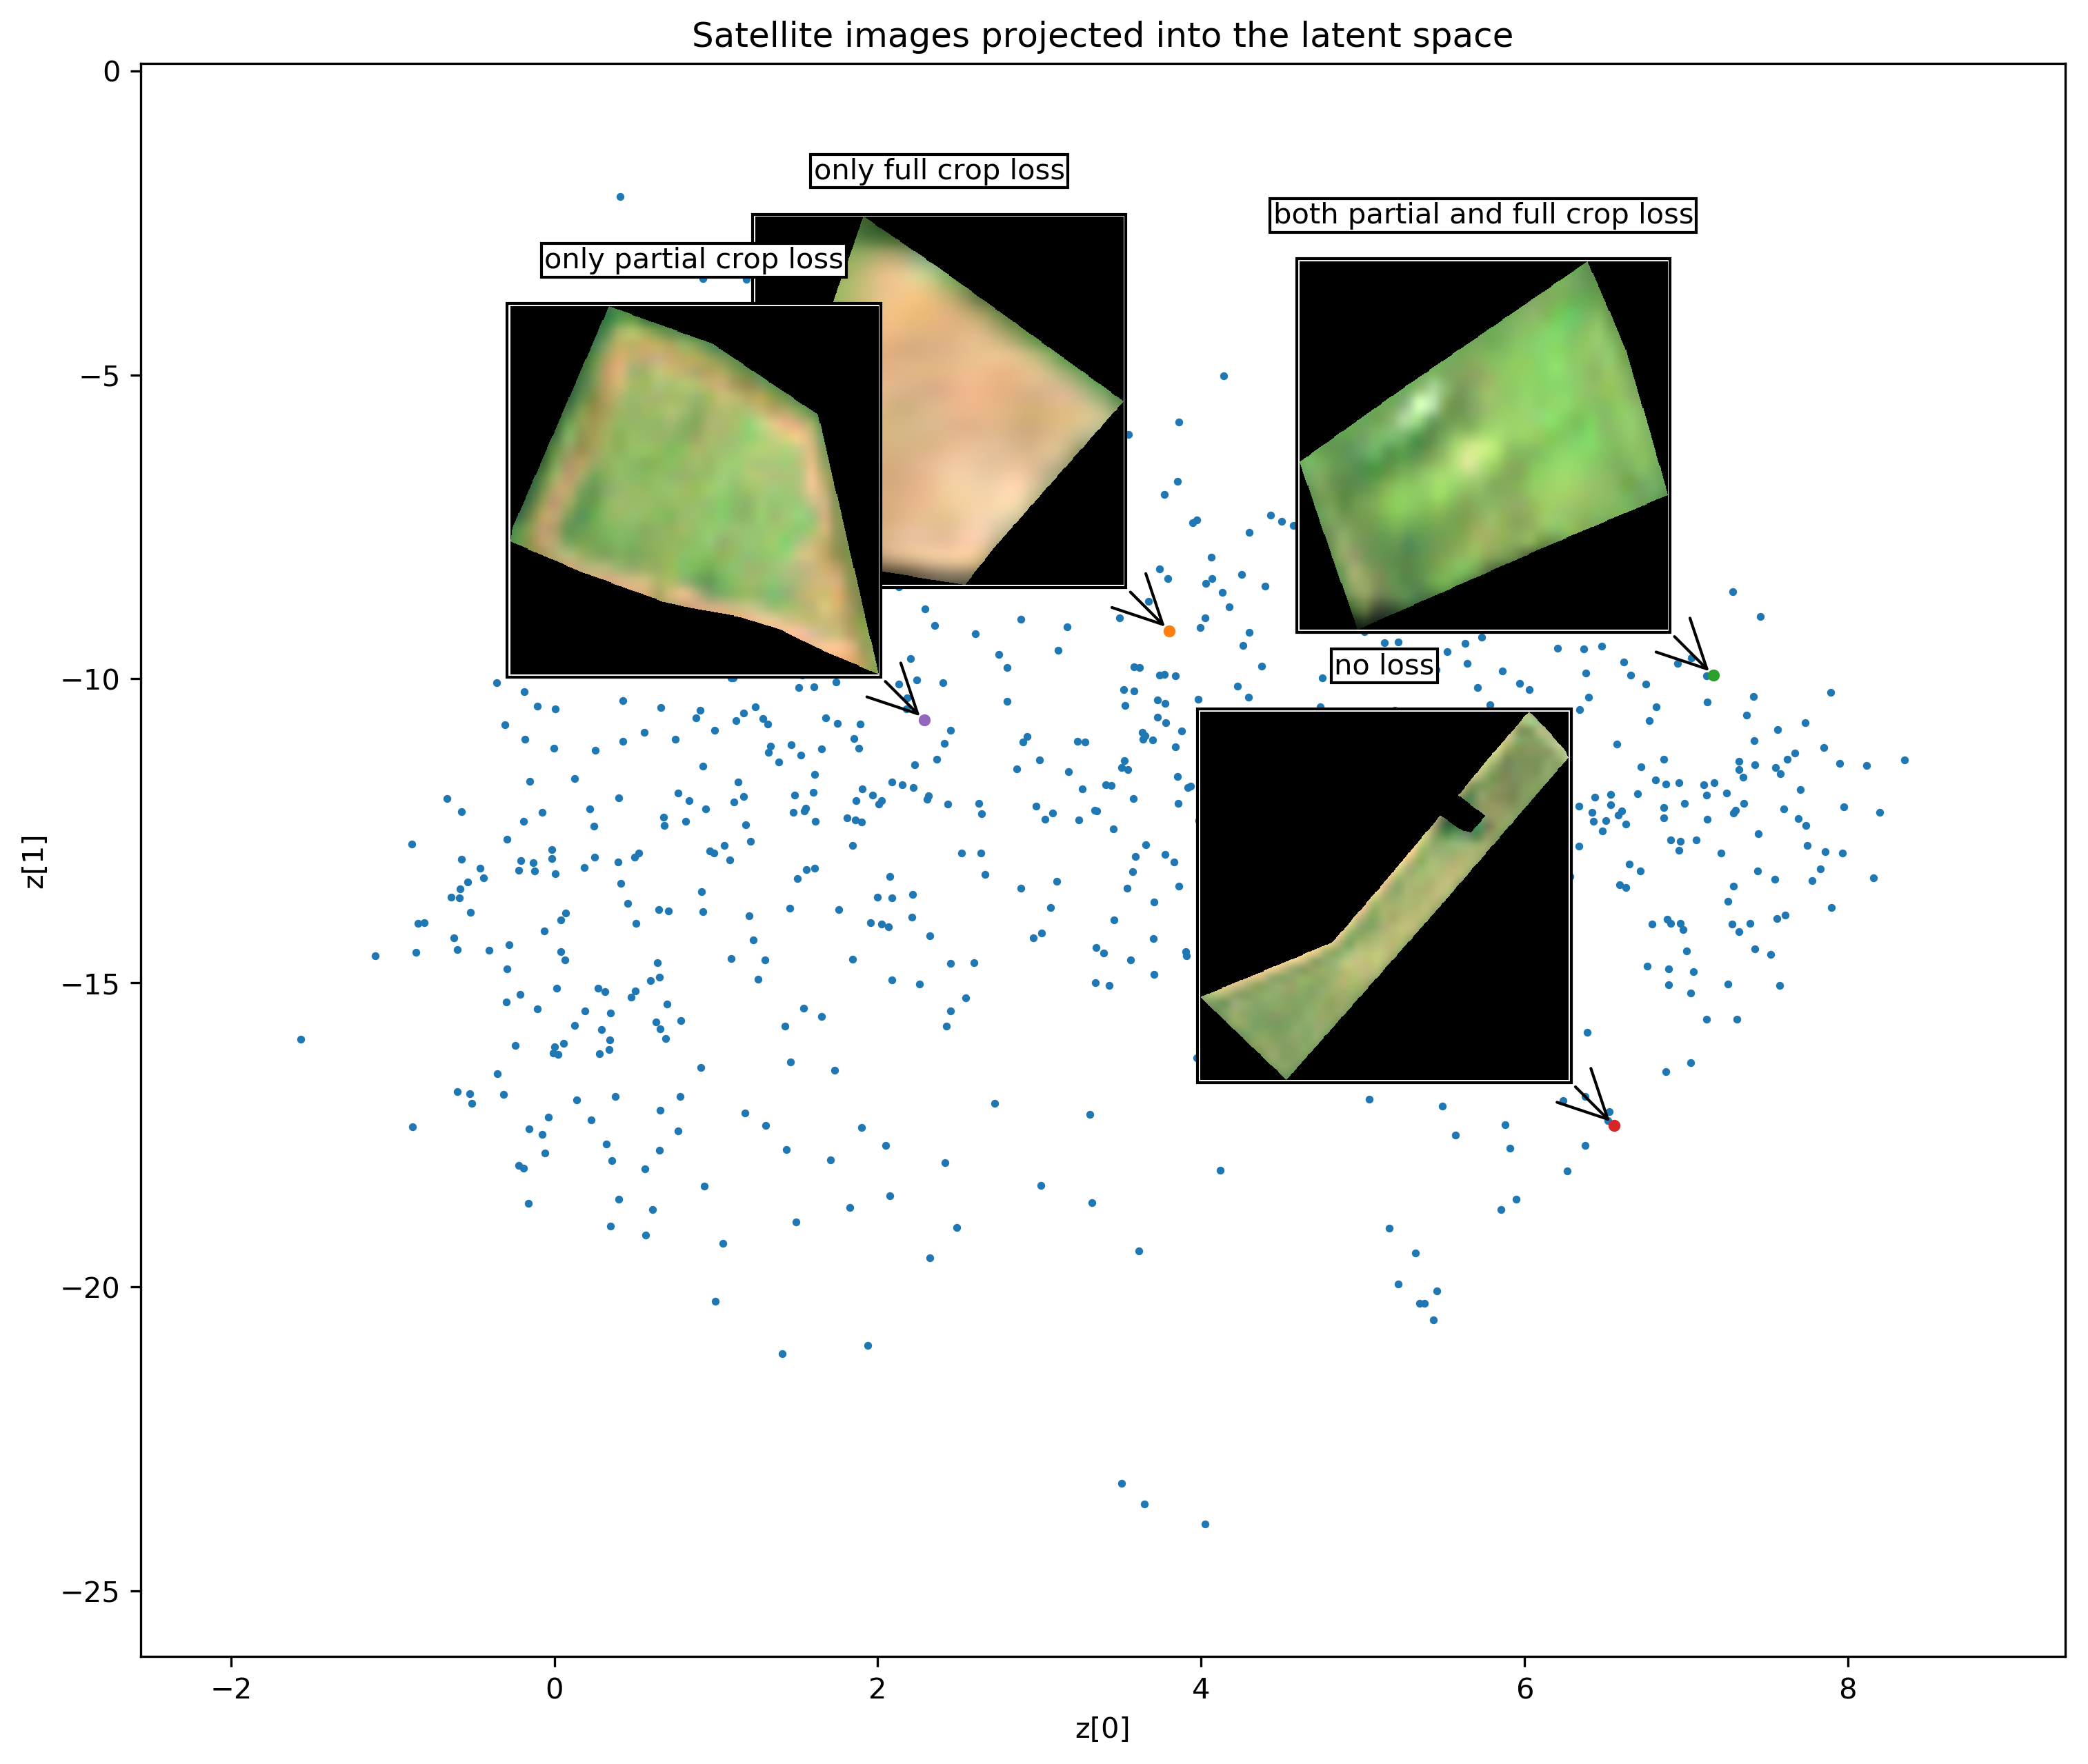 Satellite images projected into the latent space
only full crop loss
both partial and full crop loss
only partial crop loss
no loss
0
−5
−10
−15
−20
−25
z[1]
−2 0 2 4 6 8
z[0]